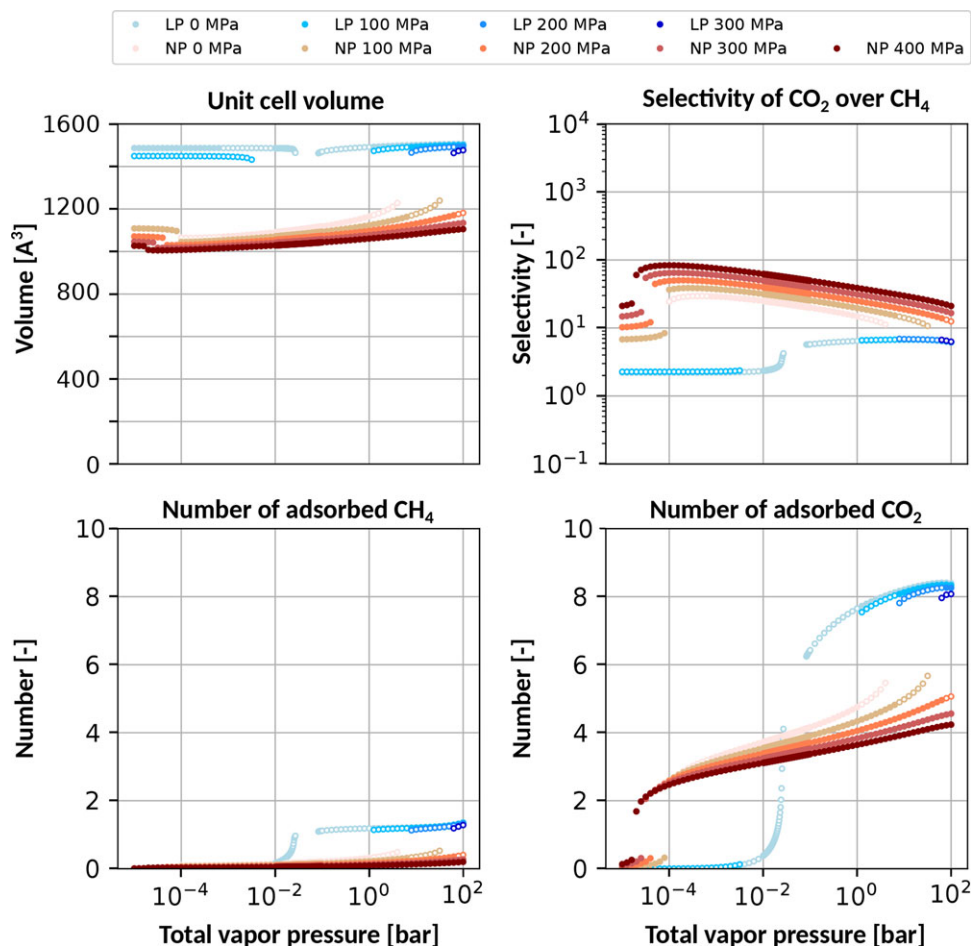 LP 0 MPa LP 100 MPa LP 200 MPa LP 300 MPa
NP 0 MPa NP 100 MPa NP 200 MPa NP 300 MPa NP 400 MPa
Unit cell volume
Selectivity of CO₂ over CH₄
1600
1200
800
400
0
Volume [A³]
10⁴
10³
10²
10¹
10⁰
10⁻¹
Selectivity [-]
Number of adsorbed CH₄
Number of adsorbed CO₂
10
8
6
4
2
0
Number [-]
10⁻⁴ 10⁻² 10⁰ 10²
Total vapor pressure [bar]
10
8
6
4
2
0
Number [-]
10⁻⁴ 10⁻² 10⁰ 10²
Total vapor pressure [bar]